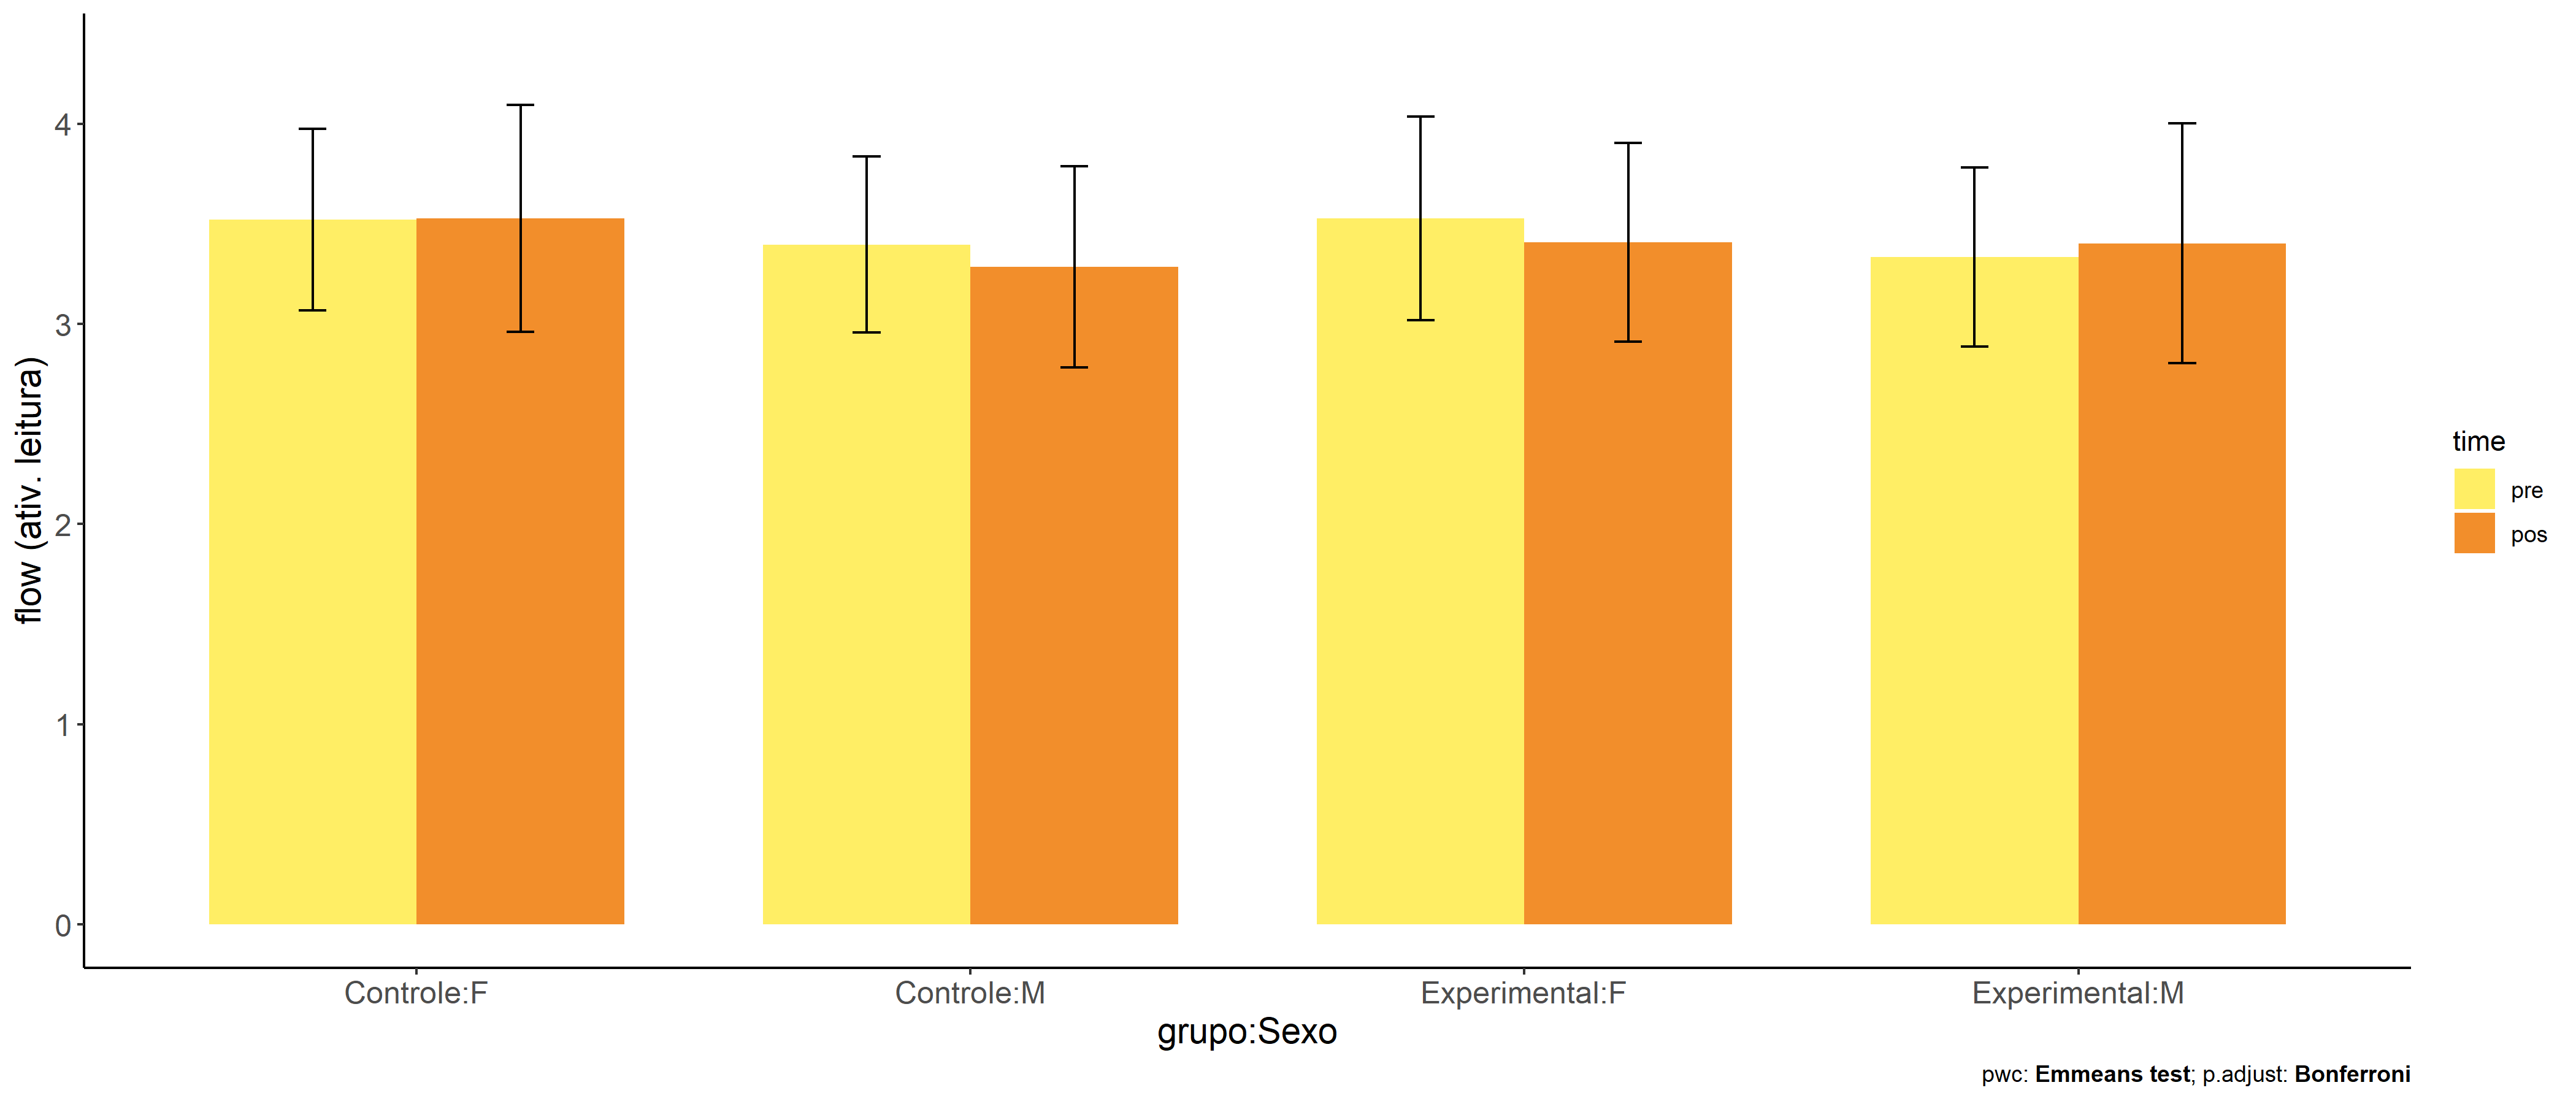 flow (ativ. leitura)
4
3
2
1
0
Controle:F
Controle:M
Experimental:F
Experimental:M
grupo:Sexo
time
pre
pos
pwc: Emmeans test; p.adjust: Bonferroni